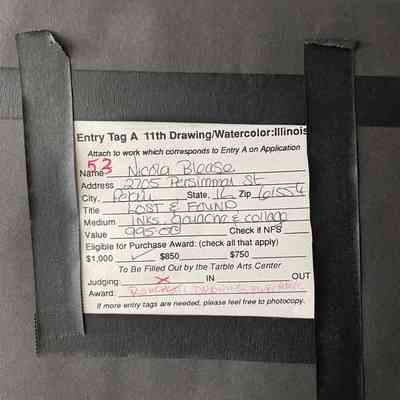 Entry Tag A 11th Drawing/Watercolor:Illinois
Attach to work which corresponds to Entry A on Application
53
Name Nicola Blease
Address 2705 Persimmon St
City, Pekin State, IL Zip 61554
Title LOST & FOUND
Medium Inks, gouache & collage
Value 995.00 Check if NFS
Eligible for Purchase Award: (check all that apply)
$1,000 ✓ $850 $750
To Be Filled Out by the Tarble Arts Center
Judging X IN OUT
Award:
If more entry tags are needed, please feel free to photocopy.